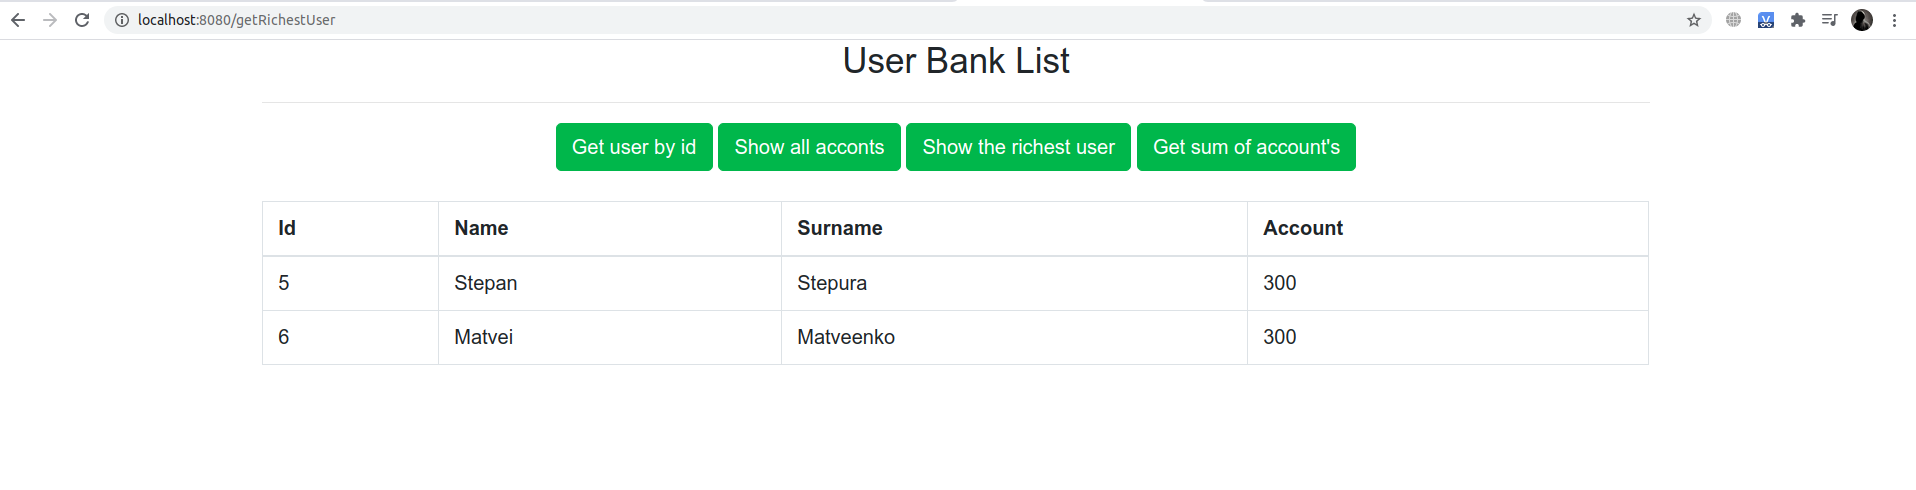 localhost:8080/getRichestUser
User Bank List
Get user by id Show all acconts Show the richest user Get sum of account's
Id Name Surname Account
5 Stepan Stepura 300
6 Matvei Matveenko 300